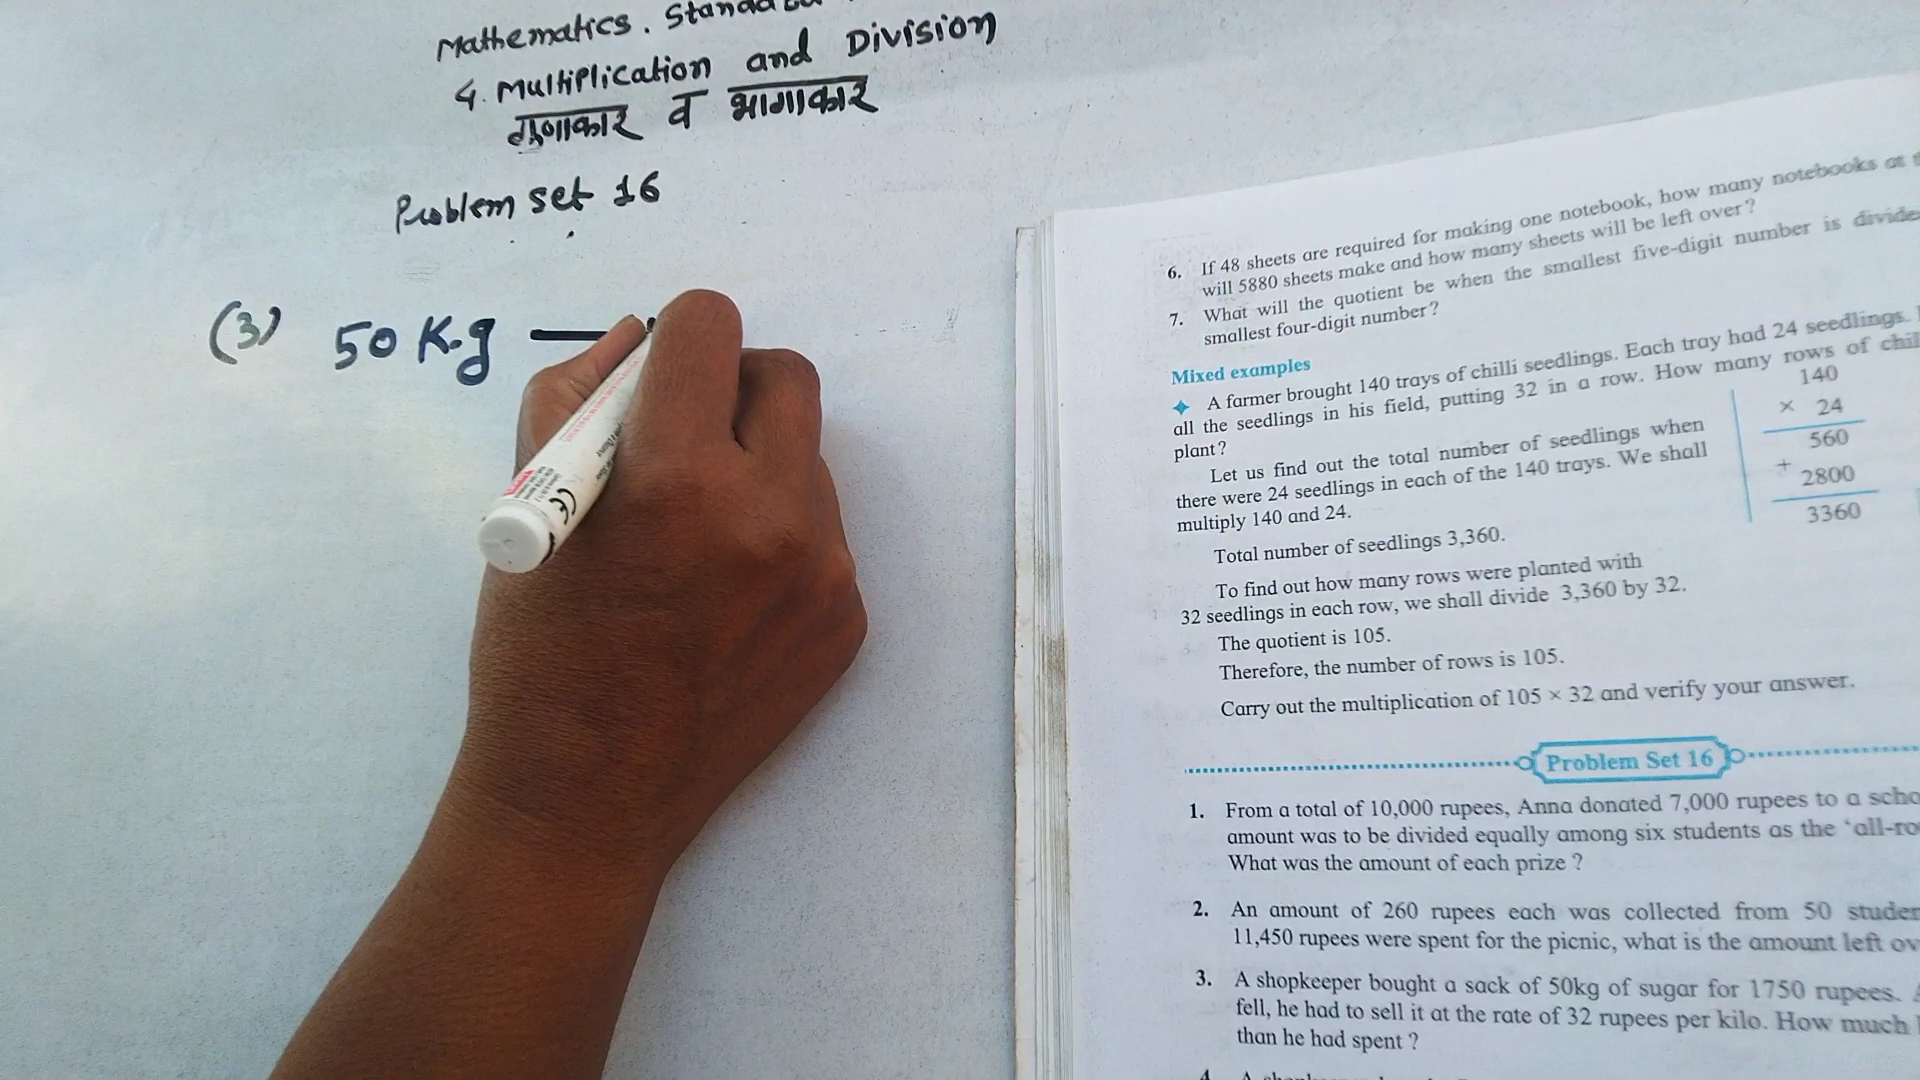 Mathematics. Standard
4. Multiplication and Division
गुणाकार व भागाकार
Problem set 16
(3) 50 K.g
CE
6. If 48 sheets are required for making one notebook, how many notebooks at
will 5880 sheets make and how many sheets will be left over?
7. What will the quotient be when the smallest five-digit number is divide
smallest four-digit number?
Mixed examples
A farmer brought 140 trays of chilli seedlings. Each tray had 24 seedlings.
all the seedlings in his field, putting 32 in a row. How many rows of chil
plant?
Let us find out the total number of seedlings when
there were 24 seedlings in each of the 140 trays. We shall
multiply 140 and 24.
Total number of seedlings 3,360.
To find out how many rows were planted with
32 seedlings in each row, we shall divide 3,360 by 32.
The quotient is 105.
Therefore, the number of rows is 105.
Carry out the multiplication of 105 × 32 and verify your answer.
140
× 24
560
+ 2800
3360
Problem Set 16
1. From a total of 10,000 rupees, Anna donated 7,000 rupees to a scho
amount was to be divided equally among six students as the ‘all-ro
What was the amount of each prize ?
2. An amount of 260 rupees each was collected from 50 studen
11,450 rupees were spent for the picnic, what is the amount left ov
3. A shopkeeper bought a sack of 50kg of sugar for 1750 rupees.
fell, he had to sell it at the rate of 32 rupees per kilo. How much
than he had spent ?